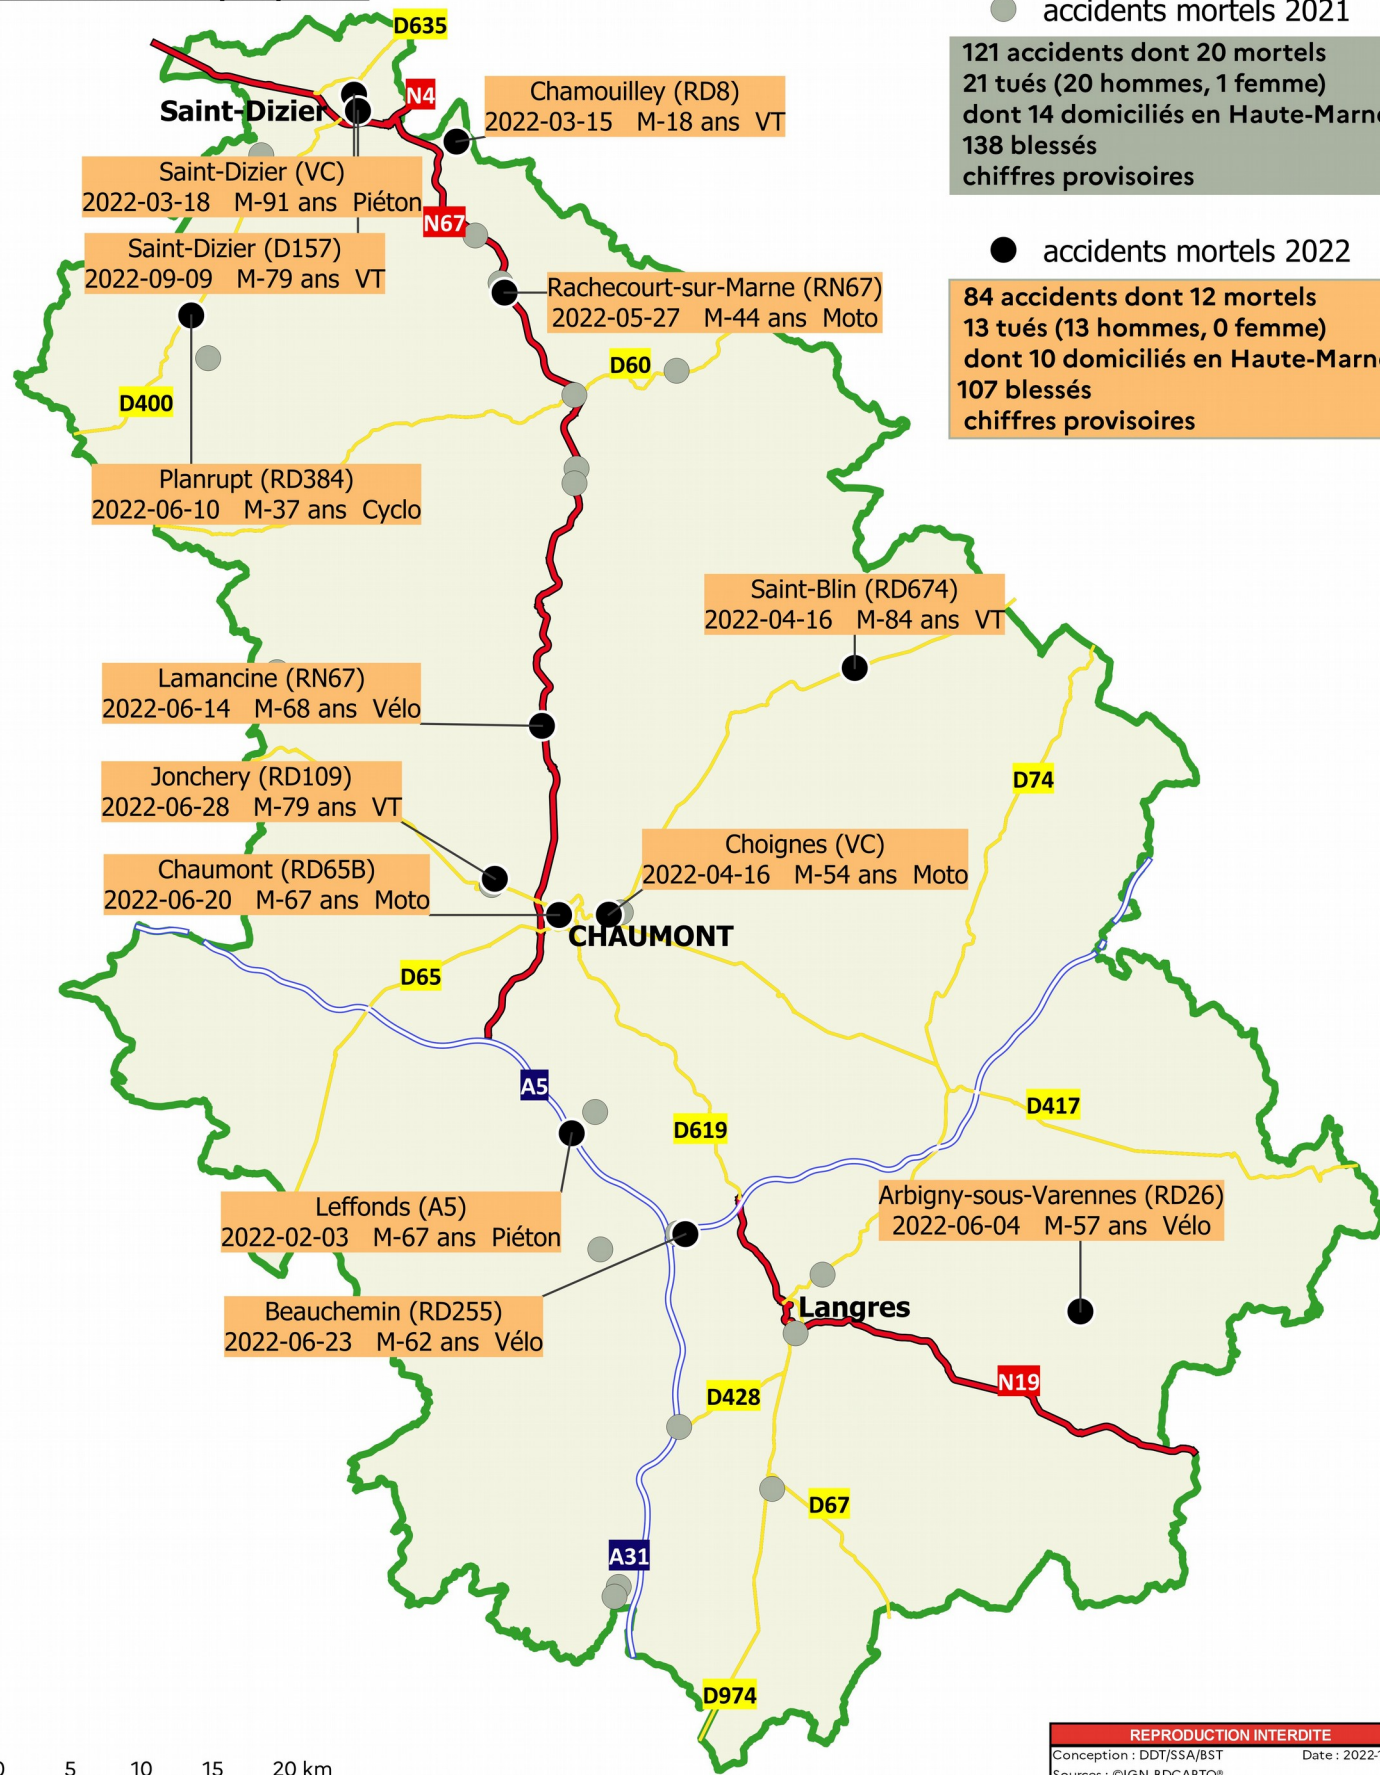 accidents mortels 2021
121 accidents dont 20 mortels
21 tués (20 hommes, 1 femme)
dont 14 domiciliés en Haute-Marne
138 blessés
chiffres provisoires
accidents mortels 2022
84 accidents dont 12 mortels
13 tués (13 hommes, 0 femme)
dont 10 domiciliés en Haute-Marne
107 blessés
chiffres provisoires
D635
N4
Saint-Dizier
Chamouilley (RD8)
2022-03-15 M-18 ans VT
Saint-Dizier (VC)
2022-03-18 M-91 ans Piéton
N67
Saint-Dizier (D157)
2022-09-09 M-79 ans VT
Rachecourt-sur-Marne (RN67)
2022-05-27 M-44 ans Moto
D60
D400
Planrupt (RD384)
2022-06-10 M-37 ans Cyclo
Saint-Blin (RD674)
2022-04-16 M-84 ans VT
Lamancine (RN67)
2022-06-14 M-68 ans Vélo
D74
Jonchery (RD109)
2022-06-28 M-79 ans VT
Choignes (VC)
2022-04-16 M-54 ans Moto
Chaumont (RD65B)
2022-06-20 M-67 ans Moto
CHAUMONT
D65
A5
D417
D619
Leffonds (A5)
2022-02-03 M-67 ans Piéton
Arbigny-sous-Varennes (RD26)
2022-06-04 M-57 ans Vélo
Beauchemin (RD255)
2022-06-23 M-62 ans Vélo
Langres
N19
D428
D67
A31
D974
REPRODUCTION INTERDITE
Conception : DDT/SSA/BST Date : 2022-1
Sources : ©IGN-BDCARTO®
0 5 10 15 20 km